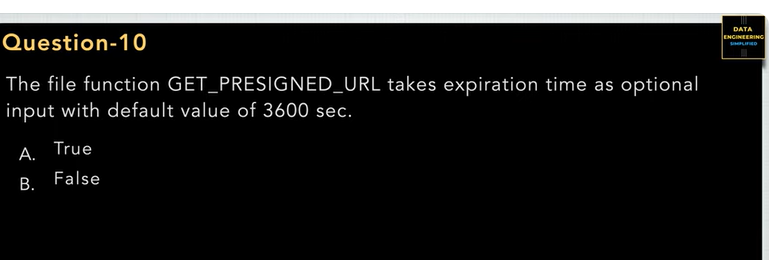 DATA
ENGINEERING
SIMPLIFIED
Question-10
The file function GET_PRESIGNED_URL takes expiration time as optional
input with default value of 3600 sec.
A. True
B. False